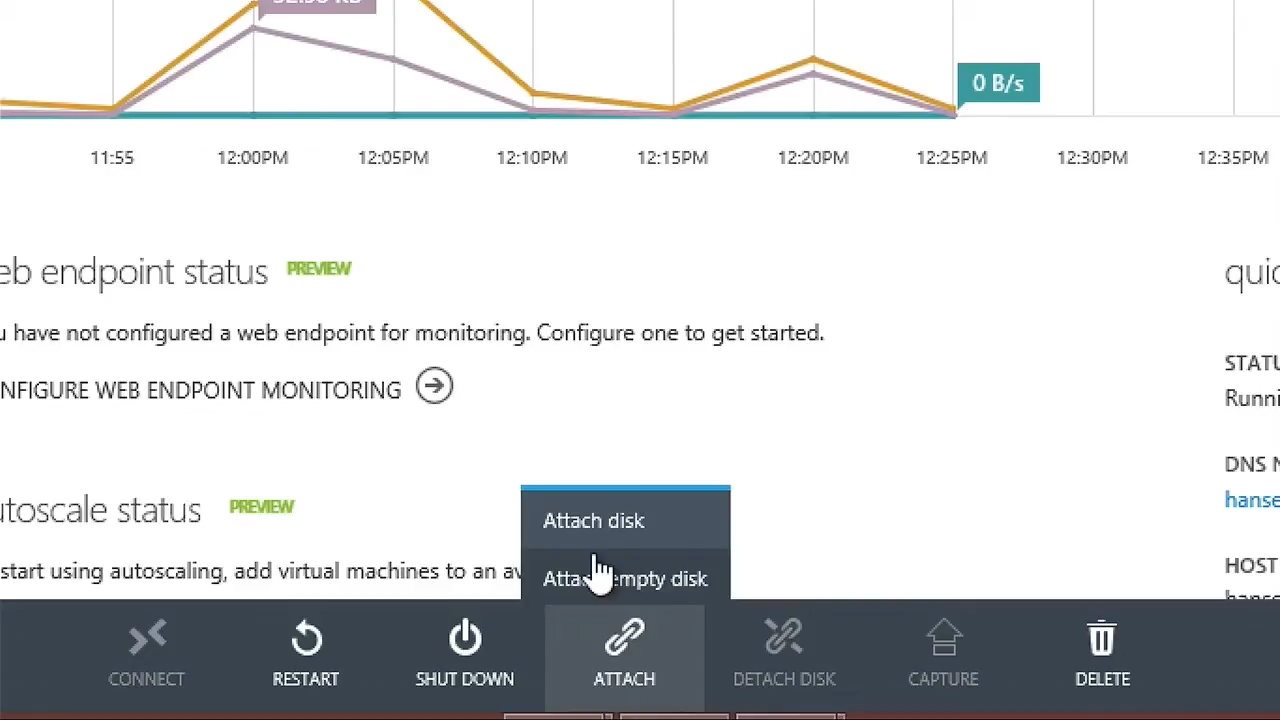 0 B/s
11:55 12:00PM 12:05PM 12:10PM 12:15PM 12:20PM 12:25PM 12:30PM 12:35PM
eb endpoint status PREVIEW
u have not configured a web endpoint for monitoring. Configure one to get started.
NFIGURE WEB ENDPOINT MONITORING
utoscale status PREVIEW
start using autoscaling, add virtual machines to an av
Attach disk
Atta empty disk
quic
STATU
Runni
DNS N
hanse
HOST
CONNECT RESTART SHUT DOWN ATTACH DETACH DISK CAPTURE DELETE